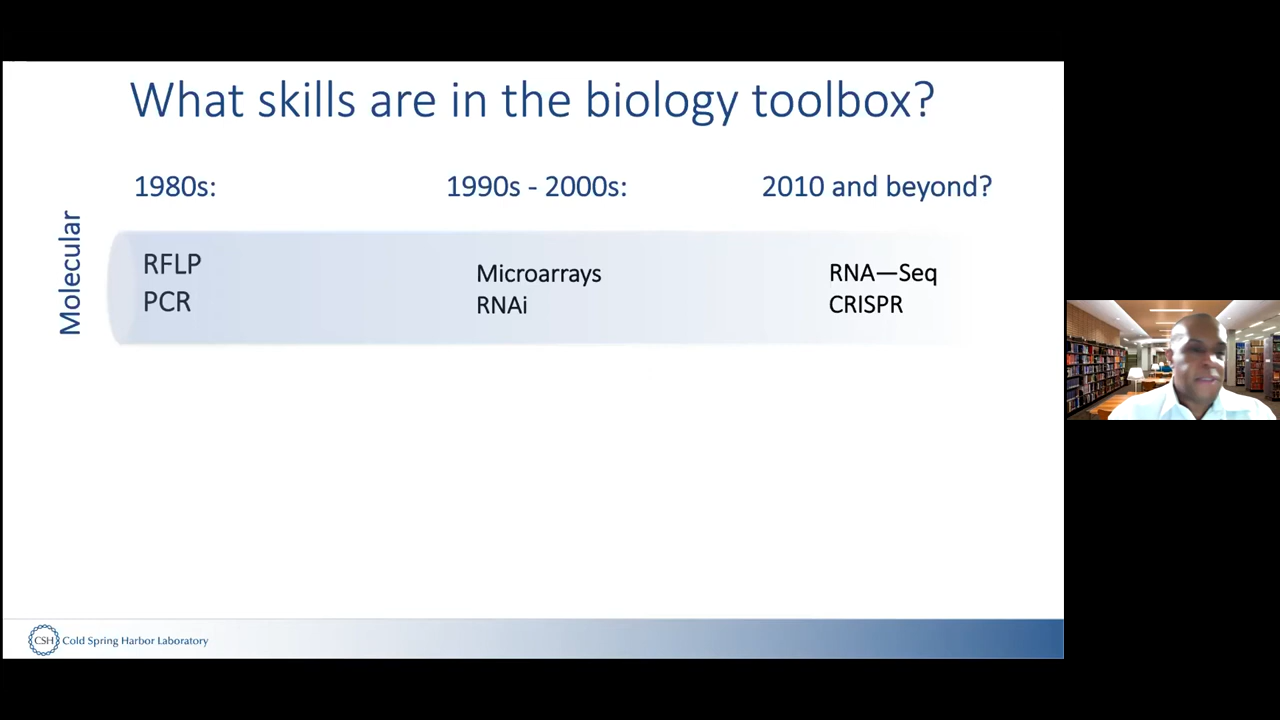 What skills are in the biology toolbox?
1980s:
1990s - 2000s:
2010 and beyond?
Molecular
RFLP
PCR
Microarrays
RNAi
RNA—Seq
CRISPR
CSH Cold Spring Harbor Laboratory